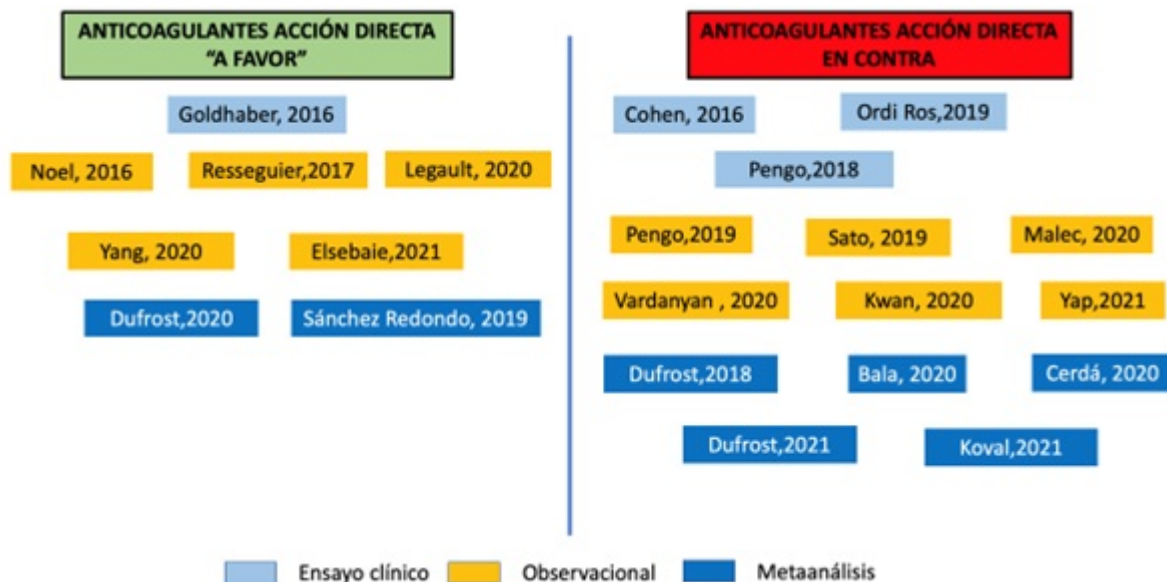 ANTICOAGULANTES ACCIÓN DIRECTA
“A FAVOR”
Goldhaber, 2016
Noel, 2016
Resseguier,2017
Legault, 2020
Yang, 2020
Elsebaie,2021
Dufrost,2020
Sánchez Redondo, 2019
ANTICOAGULANTES ACCIÓN DIRECTA
EN CONTRA
Cohen, 2016
Ordi Ros,2019
Pengo,2018
Pengo,2019
Sato, 2019
Malec, 2020
Vardanyan , 2020
Kwan, 2020
Yap,2021
Dufrost,2018
Bala, 2020
Cerdá, 2020
Dufrost,2021
Koval,2021
Ensayo clínico
Observacional
Metaanálisis